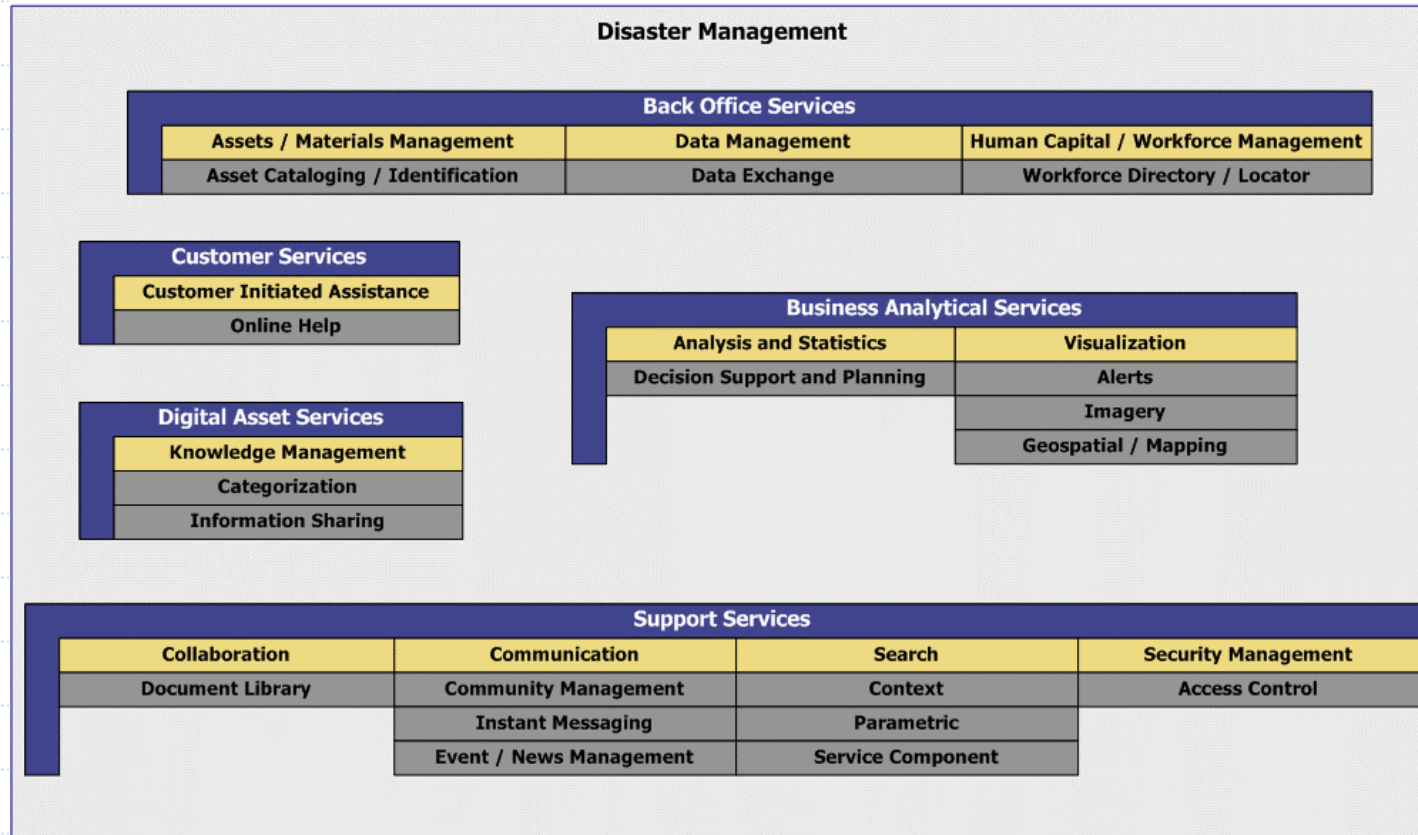 Disaster Management
Back Office Services
Assets / Materials Management Data Management Human Capital / Workforce Management
Asset Cataloging / Identification Data Exchange Workforce Directory / Locator
Customer Services
Customer Initiated Assistance
Online Help
Business Analytical Services
Analysis and Statistics Visualization
Decision Support and Planning Alerts
Imagery
Geospatial / Mapping
Digital Asset Services
Knowledge Management
Categorization
Information Sharing
Support Services
Collaboration Communication Search Security Management
Document Library Community Management Context Access Control
Instant Messaging Parametric
Event / News Management Service Component